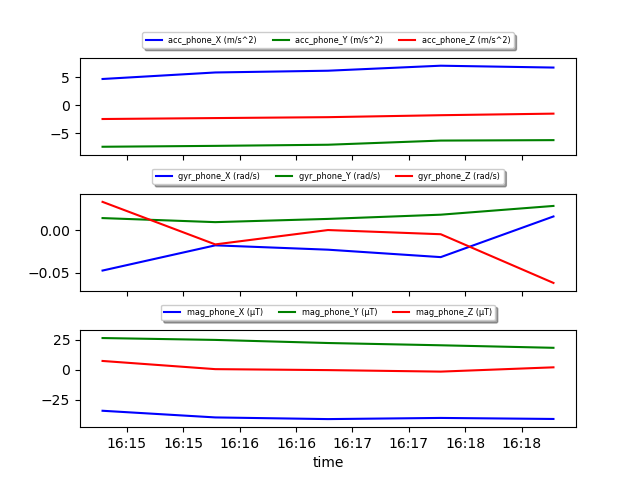 acc_phone_X (m/s^2) acc_phone_Y (m/s^2) acc_phone_Z (m/s^2)
5
0
−5
gyr_phone_X (rad/s) gyr_phone_Y (rad/s) gyr_phone_Z (rad/s)
0.00
−0.05
mag_phone_X (µT) mag_phone_Y (µT) mag_phone_Z (µT)
25
0
−25
16:15 16:15 16:16 16:16 16:17 16:17 16:18 16:18
time